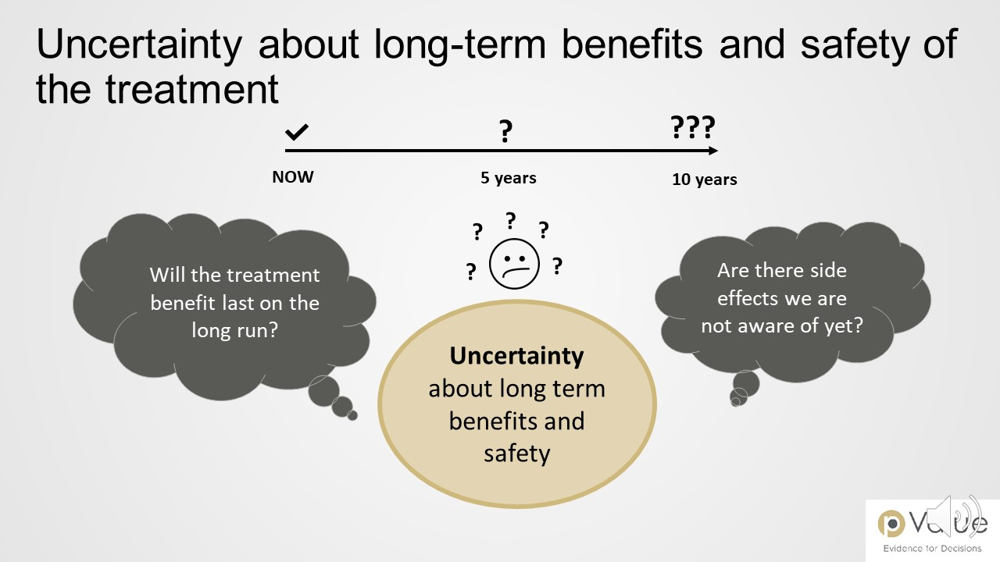 Uncertainty about long-term benefits and safety of
the treatment
? ???
NOW 5 years 10 years
? ? ? ? ?
Will the treatment
benefit last on the
long run?
Are there side
effects we are
not aware of yet?
Uncertainty
about long term
benefits and
safety
p Value
Evidence for Decisions